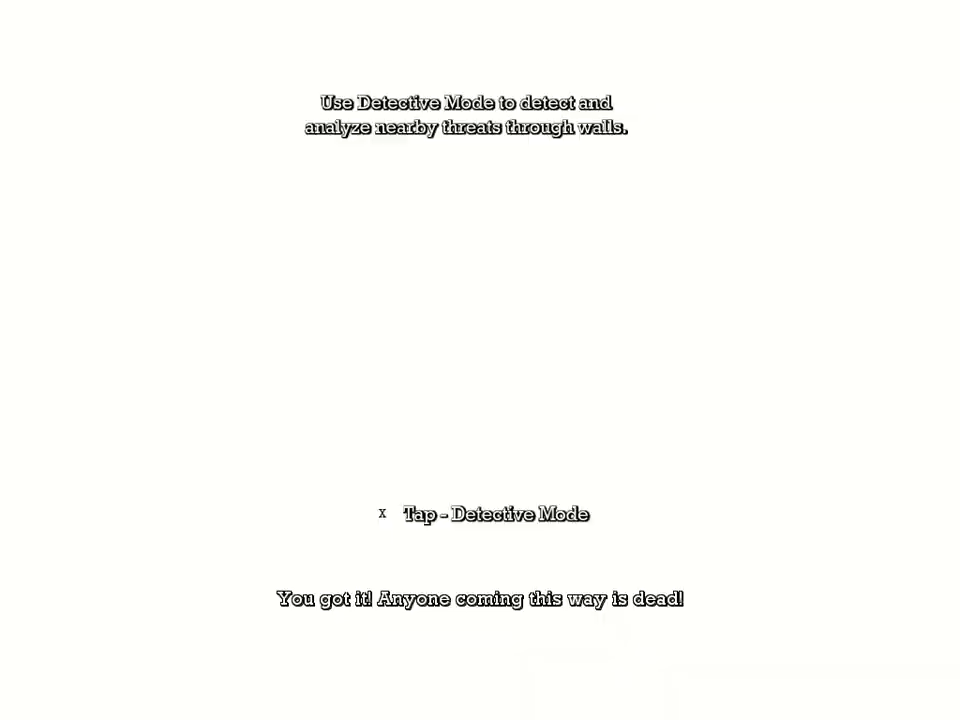 Use Detective Mode to detect and
analyze nearby threats through walls.
X Tap - Detective Mode
You got it! Anyone coming this way is dead!